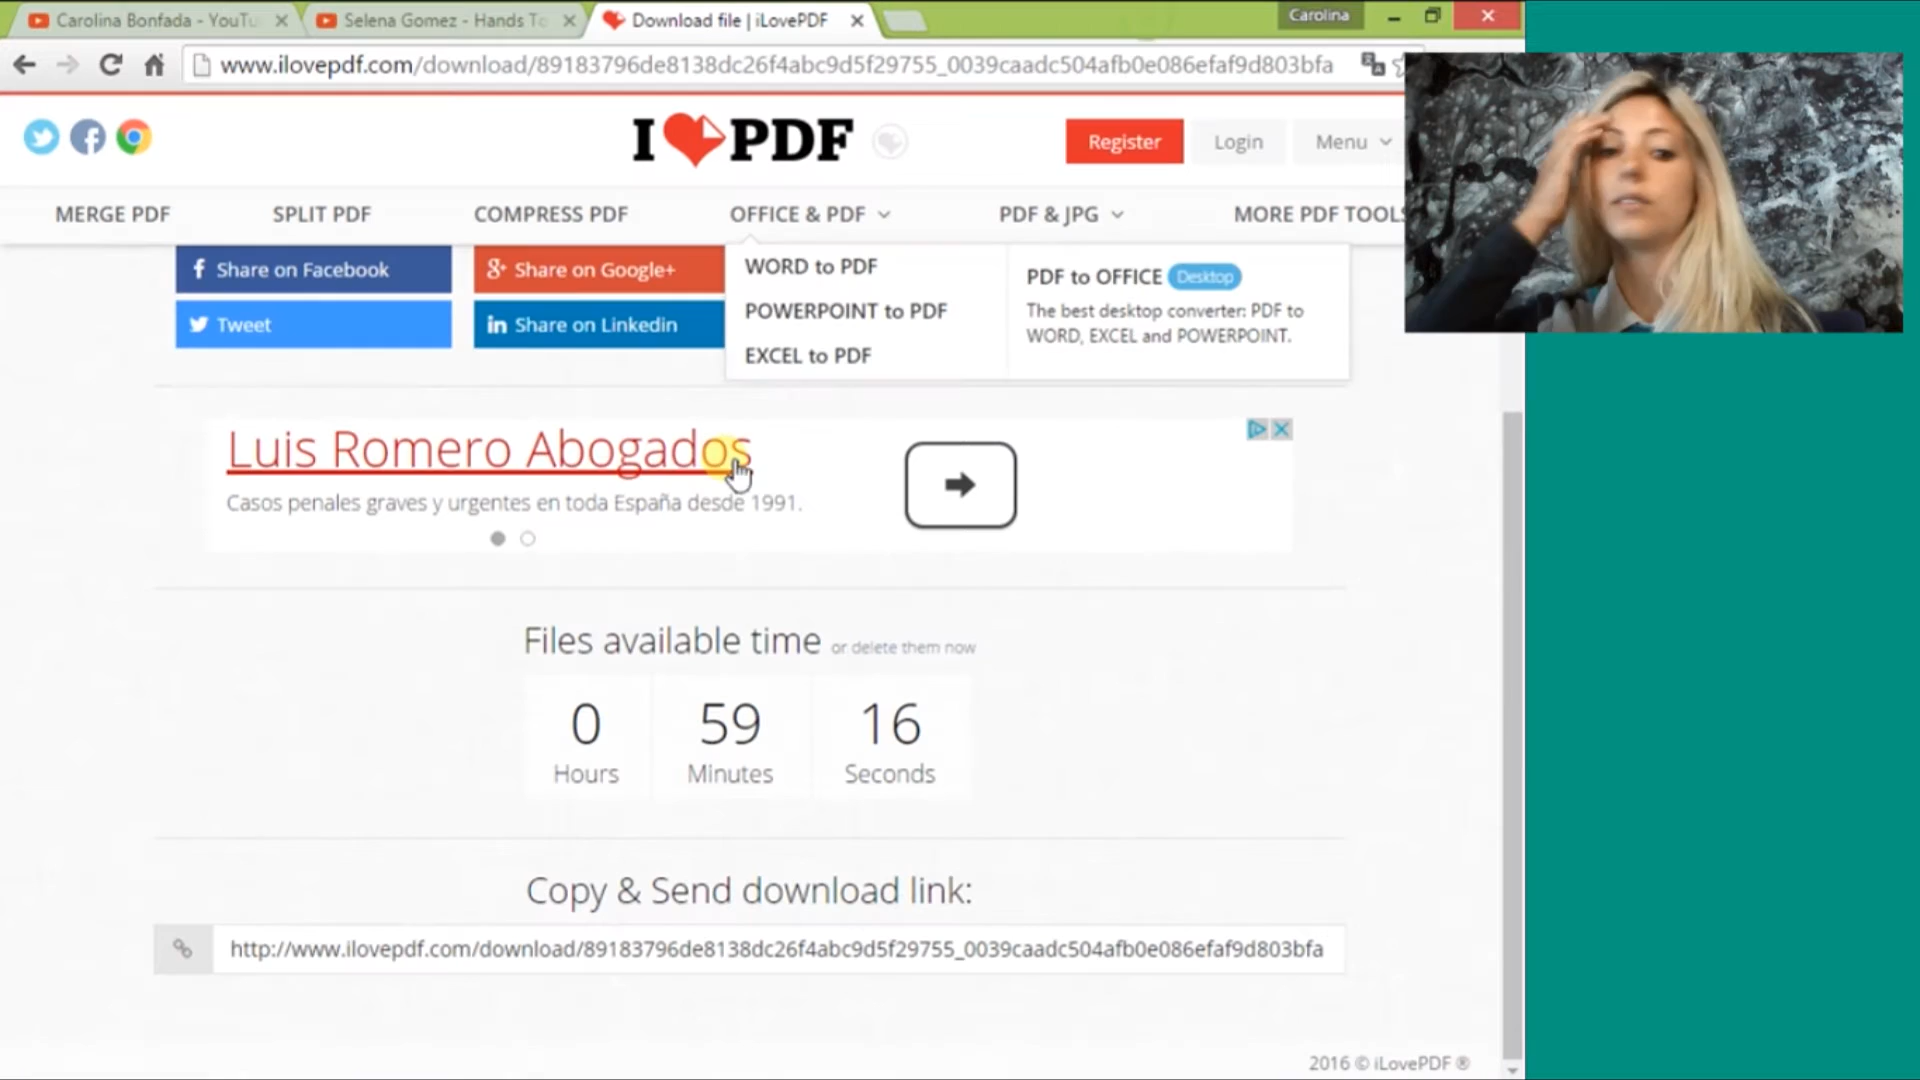 Carolina Bonfada - YouTu
Selena Gomez - Hands To
Download file | iLovePDF
Carolina
www.ilovepdf.com/download/89183796de8138dc26f4abc9d5f29755_0039caadc504afb0e086efaf9d803bfa
I PDF
Register
Login
Menu
MERGE PDF
SPLIT PDF
COMPRESS PDF
OFFICE & PDF
PDF & JPG
MORE PDF TOOLS
Share on Facebook
Share on Google+
Tweet
Share on Linkedin
WORD to PDF
POWERPOINT to PDF
EXCEL to PDF
PDF to OFFICE Desktop
The best desktop converter: PDF to
WORD, EXCEL and POWERPOINT.
Luis Romero Abogados
Casos penales graves y urgentes en toda España desde 1991.
Files available time or delete them now
0 59 16
Hours Minutes Seconds
Copy & Send download link:
http://www.ilovepdf.com/download/89183796de8138dc26f4abc9d5f29755_0039caadc504afb0e086efaf9d803bfa
2016 © iLovePDF ®